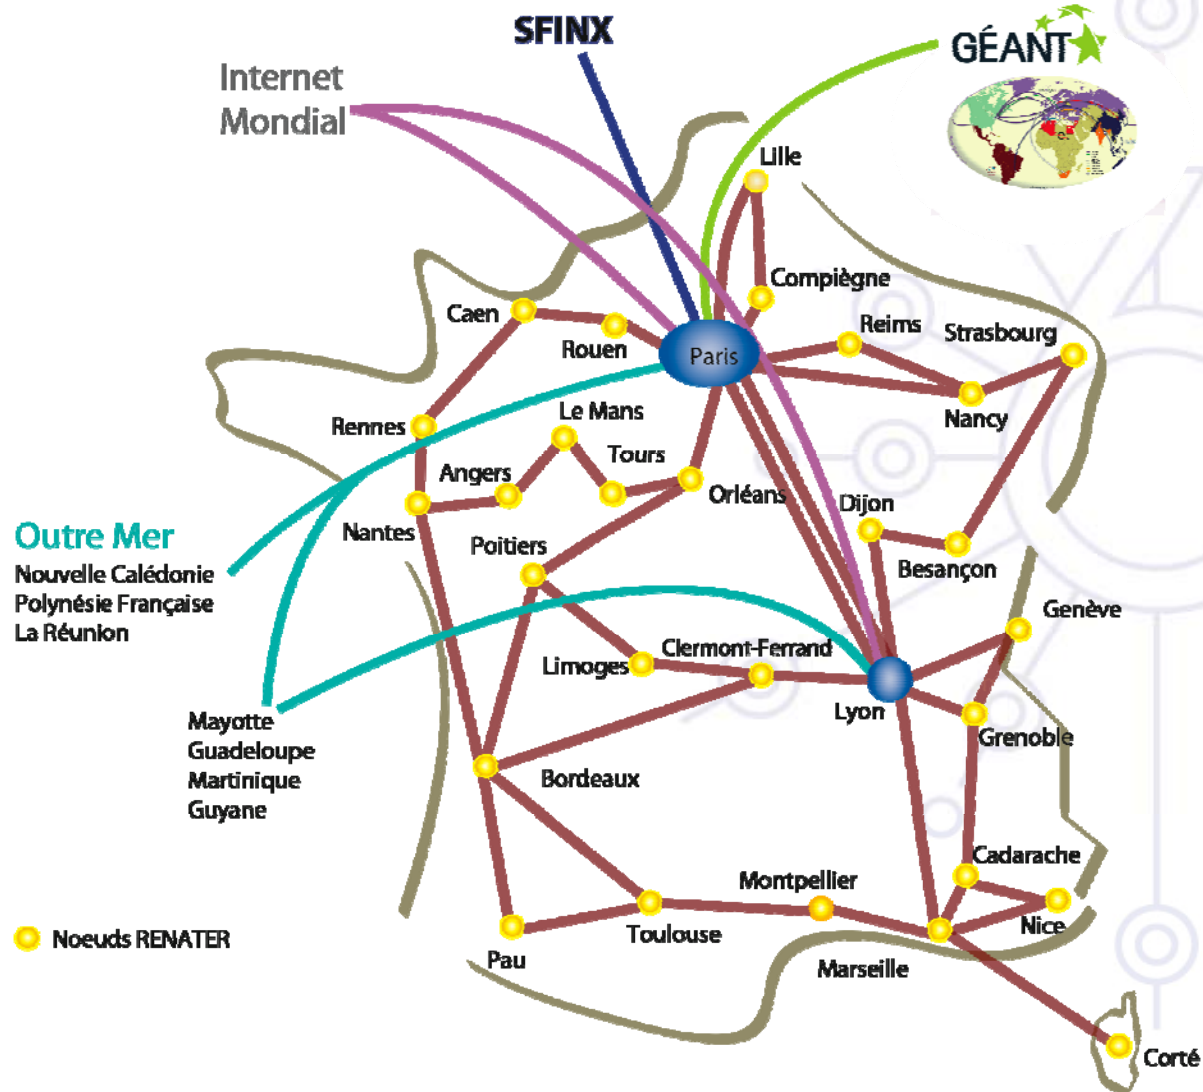 SFINX
GÉANT
Internet
Mondial
Lille
Compiègne
Caen
Rouen
Paris
Reims
Strasbourg
Nancy
Rennes
Le Mans
Angers
Tours
Orléans
Dijon
Nantes
Poitiers
Besançon
Outre Mer
Nouvelle Calédonie
Polynésie Française
La Réunion
Genève
Limoges
Clermont-Ferrand
Lyon
Grenoble
Mayotte
Guadeloupe
Martinique
Guyane
Bordeaux
Cadarache
Montpellier
Nice
Toulouse
Noeuds RENATER
Pau
Marseille
Corté